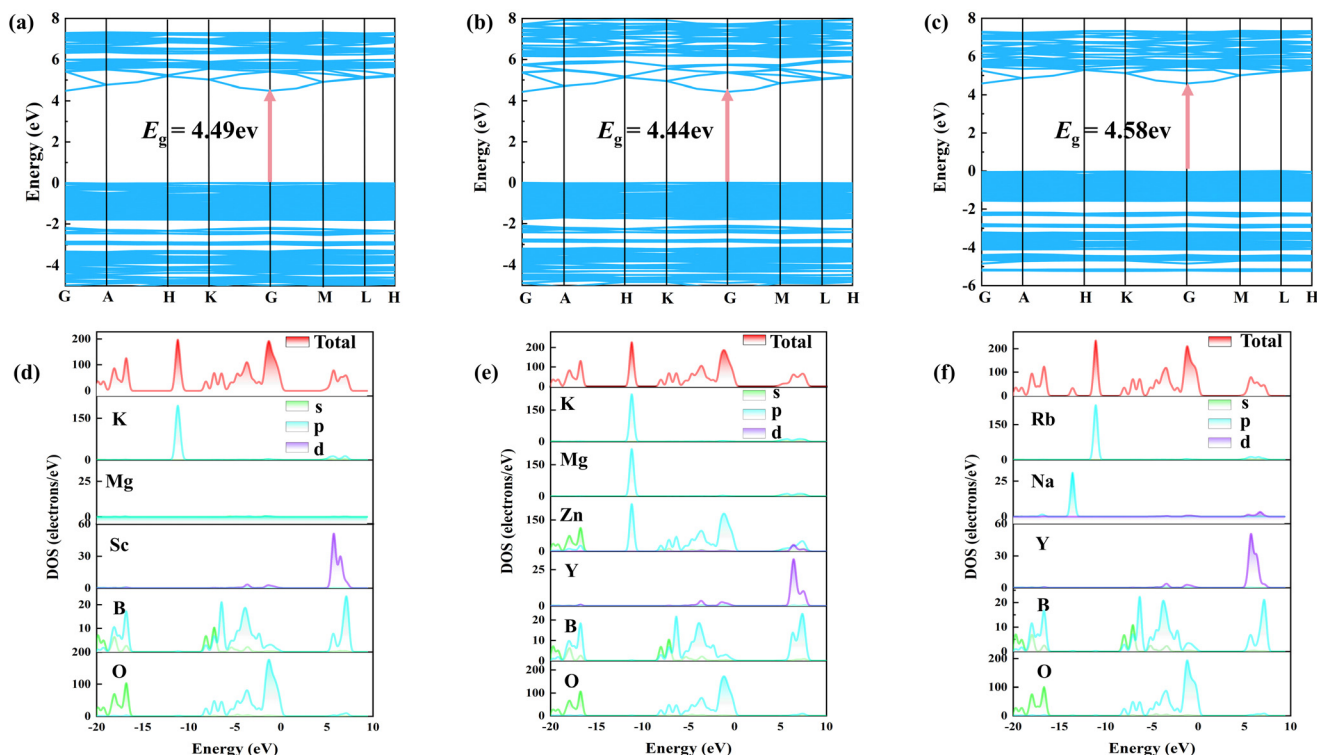 (a)
8
6
4
2
0
-2
-4
Energy (eV)
Eg = 4.49ev
G A H K G M L H
(b)
8
6
4
2
0
-2
-4
Energy (eV)
Eg = 4.44ev
G A H K G M L H
(c)
8
6
4
2
0
-2
-4
-6
Energy (eV)
Eg = 4.58ev
G A H K G M L H
(d)
DOS (electrons/eV)
200
100
0
Total
K
150
0
s
p
d
Mg
25
0
Sc
60
30
0
B
20
10
0
O
200
100
0
-20 -15 -10 -5 0 5 10
Energy (eV)
(e)
DOS (electrons/eV)
200
100
0
Total
K
150
0
s
p
d
Mg
150
0
Zn
150
0
Y
25
0
B
20
10
0
O
200
100
0
-20 -15 -10 -5 0 5 10
Energy (eV)
(f)
DOS (electrons/eV)
200
100
0
Total
Rb
150
0
s
p
d
Na
25
0
Y
60
30
0
B
20
10
0
O
200
100
0
-20 -15 -10 -5 0 5 10
Energy (eV)